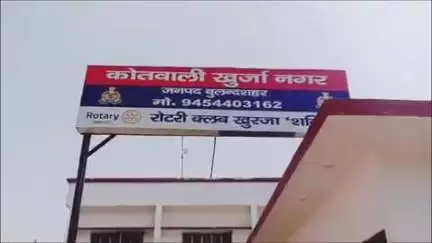 कोतवाली खुर्जा नगर
जनपद बुलन्दशहर
मो. 9454403162
Rotary रोटरी क्लब खुरजा